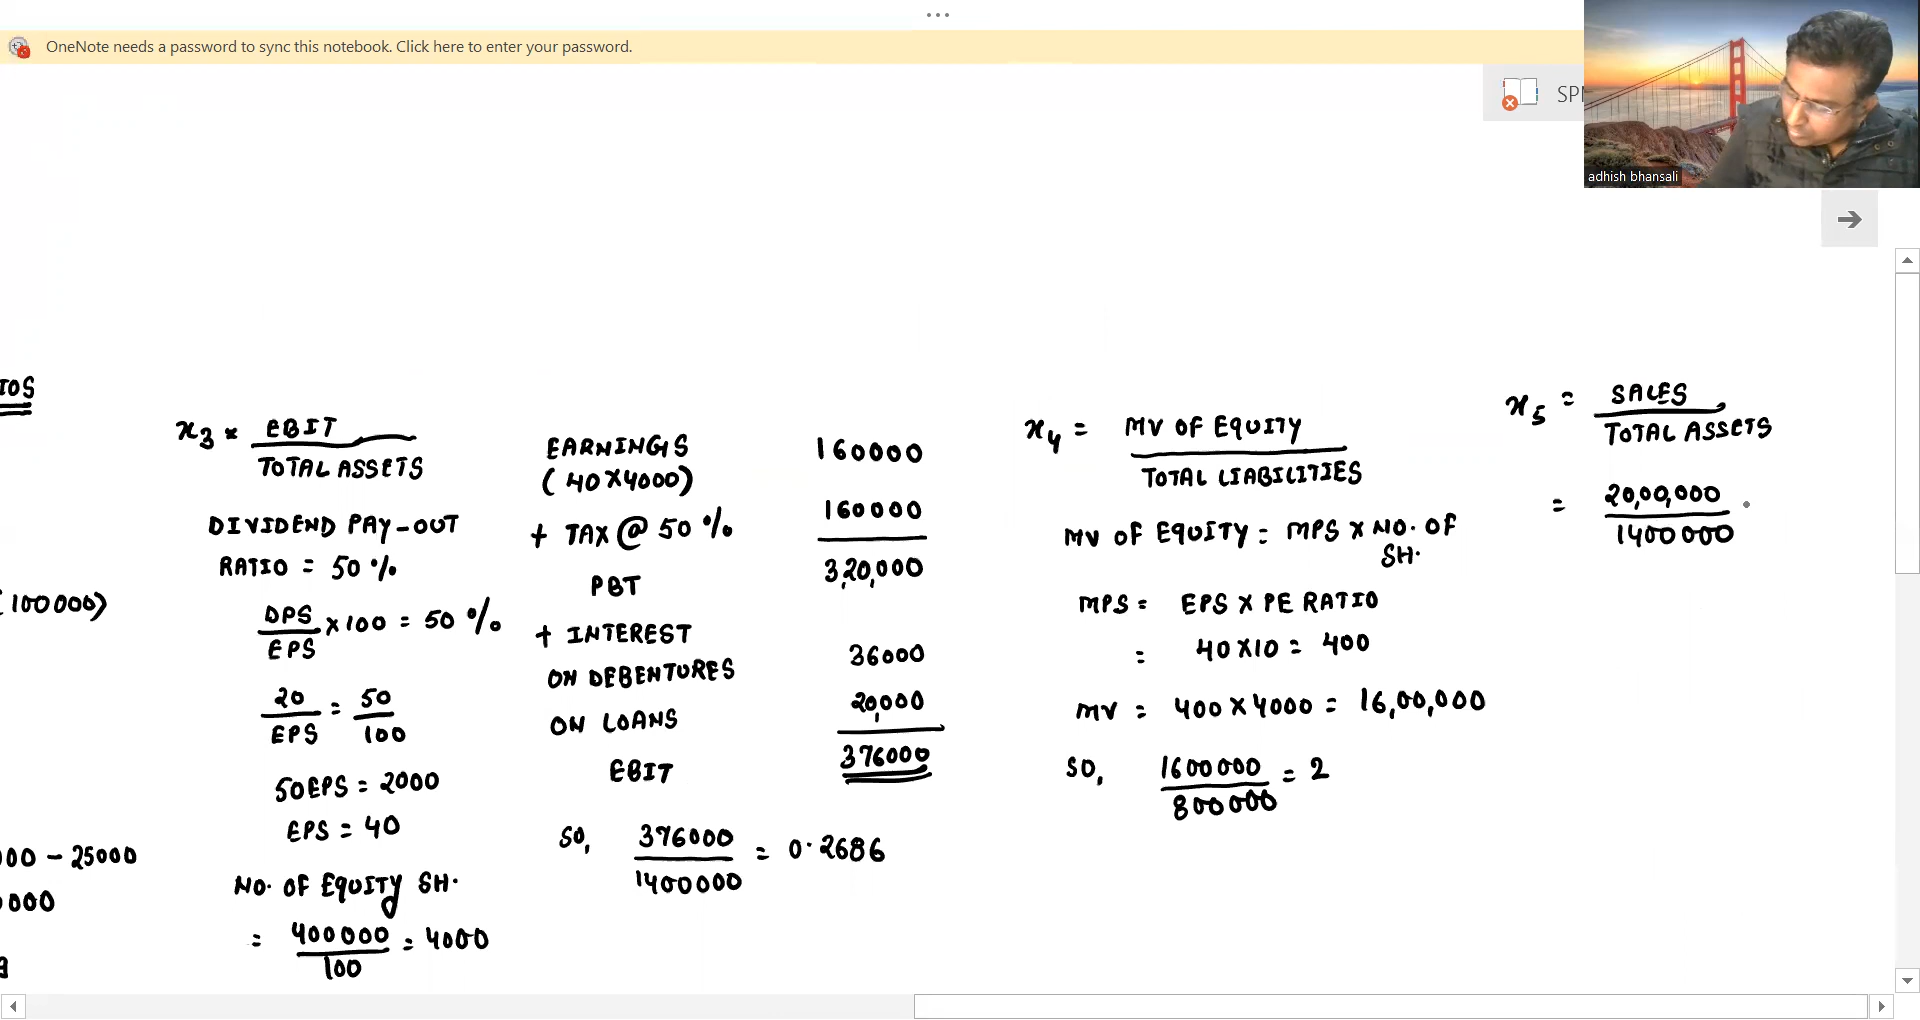 OneNote needs a password to sync this notebook. Click here to enter your password.
adhish bhansali
x3 = EBIT
TOTAL ASSETS
DIVIDEND PAY-OUT
RATIO = 50 %
DPS
EPS
× 100 = 50 %
20 = 50
EPS 100
50EPS = 2000
EPS = 40
NO. OF EQUITY SH.
= 400000 = 4000
100
(100000)
000 - 25000
EARNINGS 160000
(40×4000)
+ TAX @ 50 % 160000
PBT 3,20,000
+ INTEREST
ON DEBENTURES 36000
ON LOANS 20,000
EBIT 376000
SO, 376000 = 0.2686
1400000
x4 = MV OF EQUITY
TOTAL LIABILITIES
MV OF EQUITY = MPS × NO. OF
SH.
MPS = EPS × PE RATIO
= 40×10 = 400
MV = 400 × 4000 = 16,00,000
SO, 1600000 = 2
800000
x5 = SALES
TOTAL ASSETS
= 20,00,000
1400000